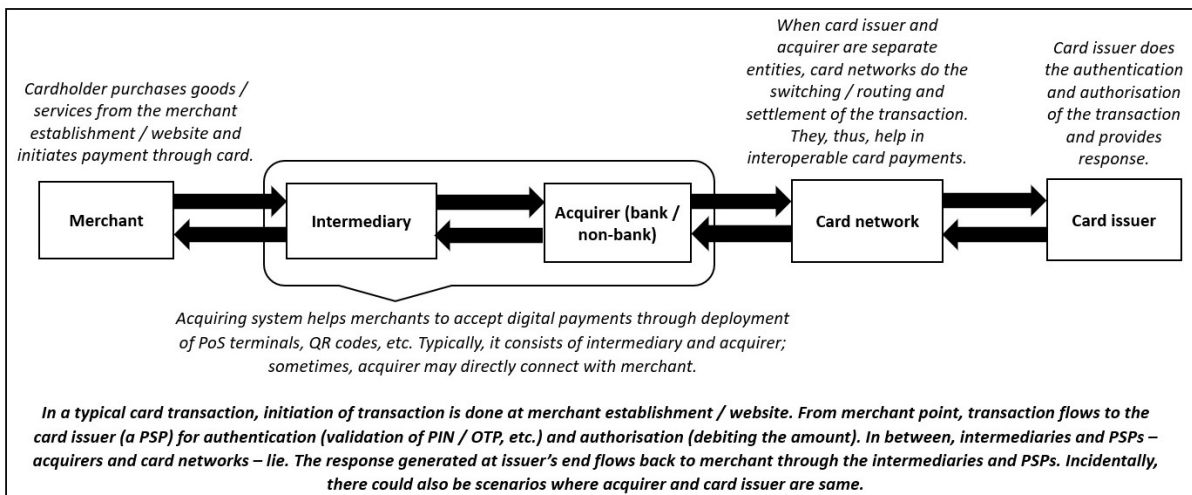 Cardholder purchases goods /
services from the merchant
establishment / website and
initiates payment through card.
When card issuer and
acquirer are separate
entities, card networks do the
switching / routing and
settlement of the transaction.
They, thus, help in
interoperable card payments.
Card issuer does
the authentication
and authorisation
of the transaction
and provides
response.
Merchant
Intermediary
Acquirer (bank /
non-bank)
Card network
Card issuer
Acquiring system helps merchants to accept digital payments through deployment
of PoS terminals, QR codes, etc. Typically, it consists of intermediary and acquirer;
sometimes, acquirer may directly connect with merchant.
In a typical card transaction, initiation of transaction is done at merchant establishment / website. From merchant point, transaction flows to the
card issuer (a PSP) for authentication (validation of PIN / OTP, etc.) and authorisation (debiting the amount). In between, intermediaries and PSPs –
acquirers and card networks – lie. The response generated at issuer's end flows back to merchant through the intermediaries and PSPs. Incidentally,
there could also be scenarios where acquirer and card issuer are same.